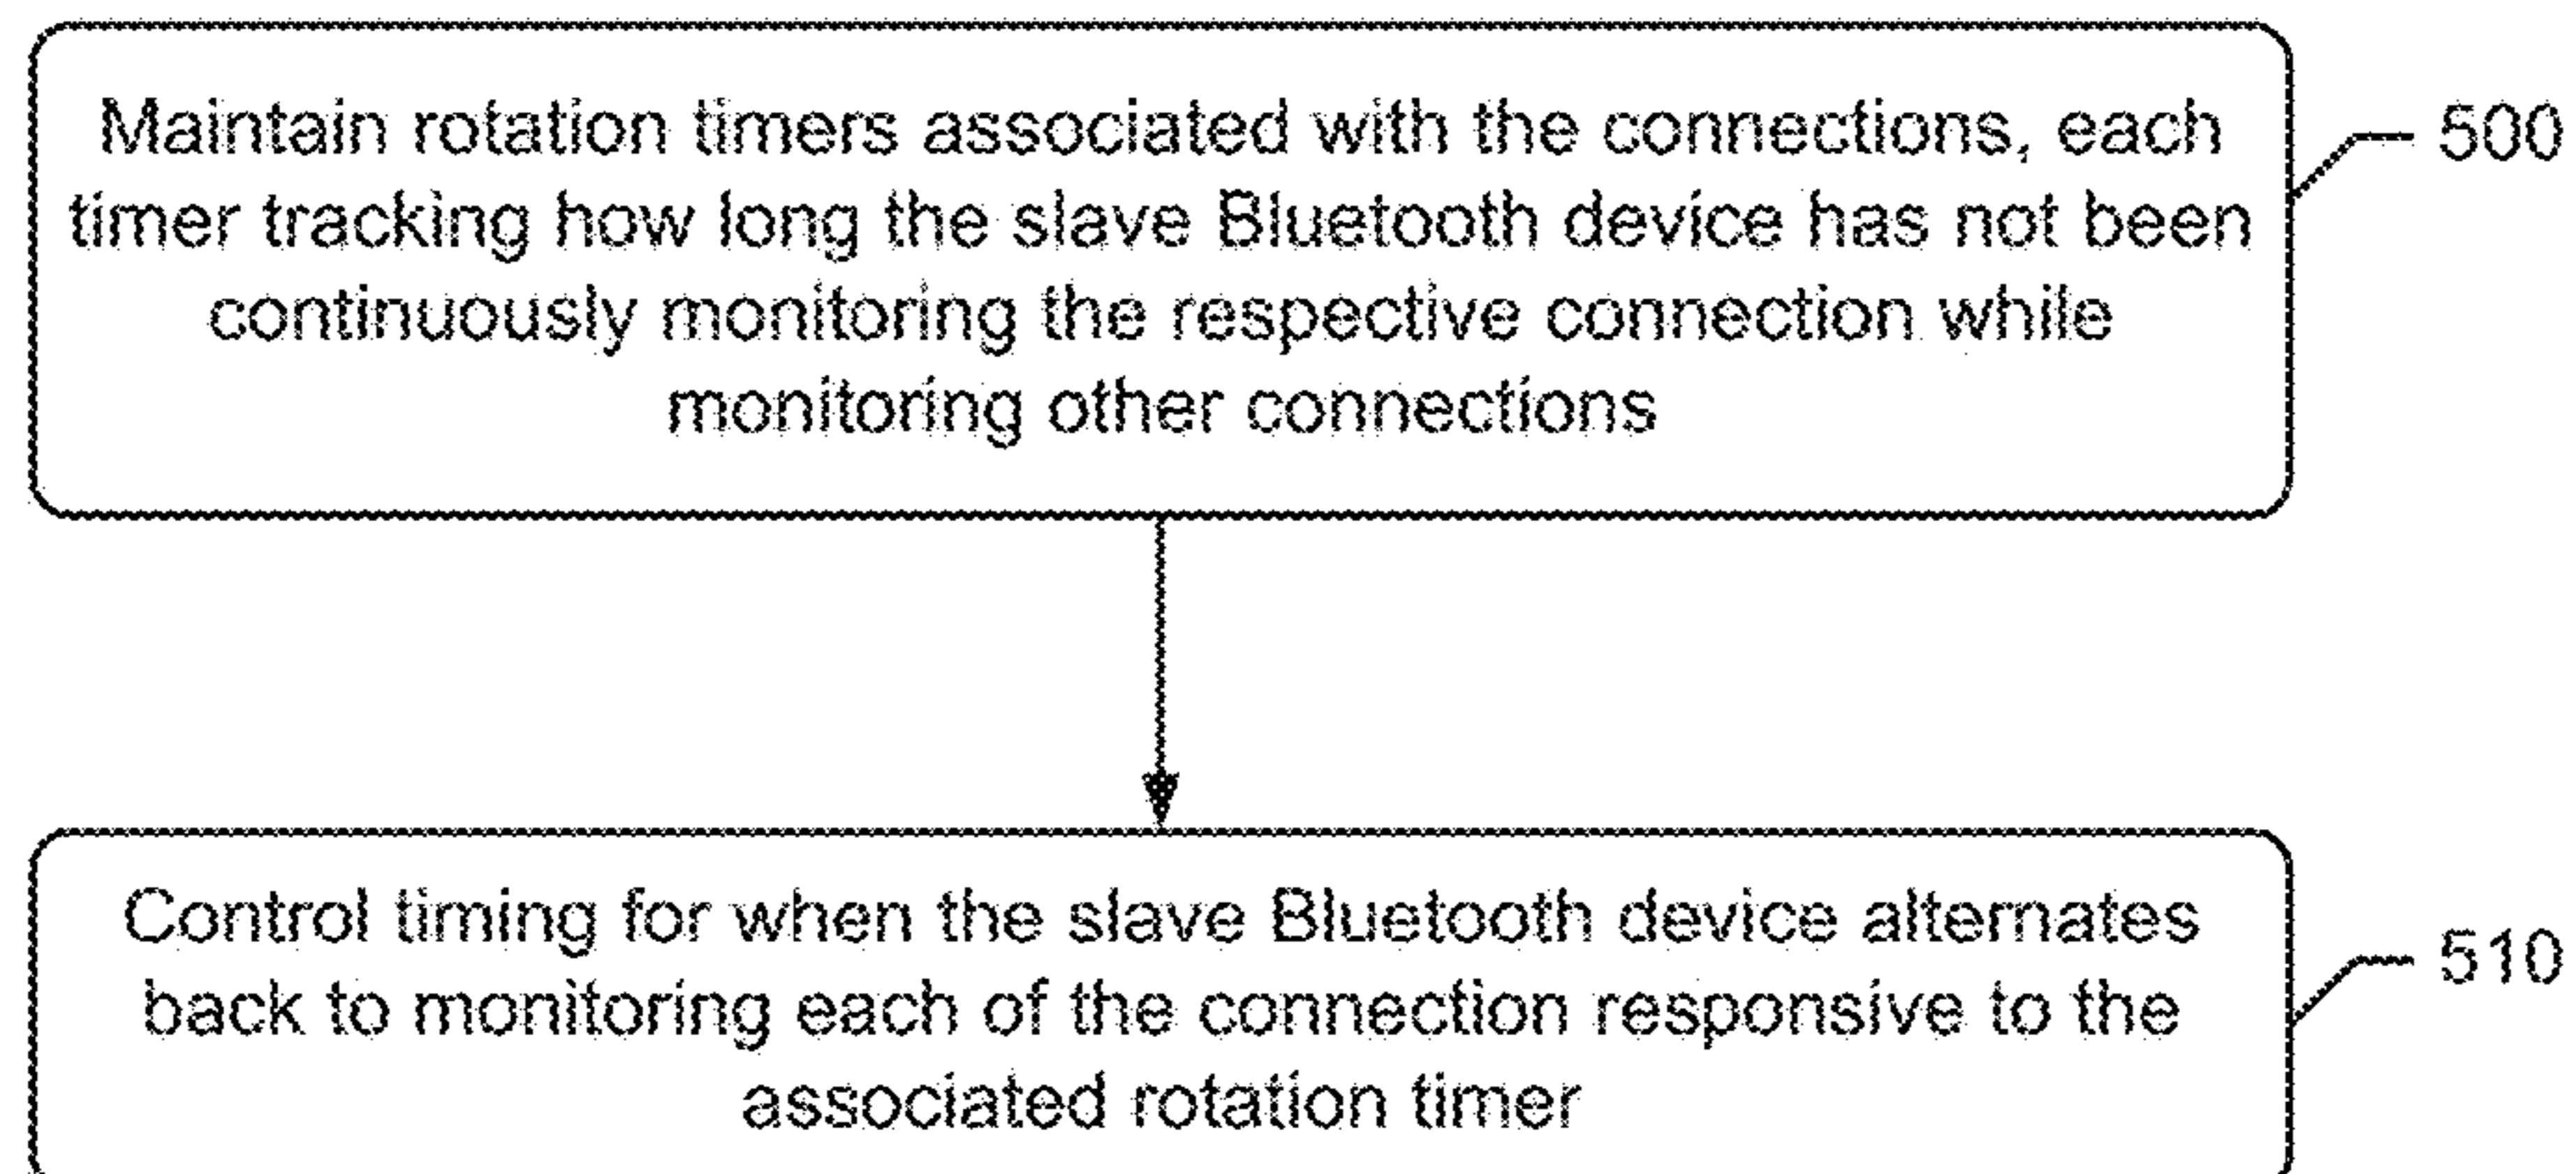 Maintain rotation timers associated with the connections, each
timer tracking how long the slave Bluetooth device has not been
continuously monitoring the respective connection while
monitoring other connections
500
Control timing for when the slave Bluetooth device alternates
back to monitoring each of the connection responsive to the
associated rotation timer
510